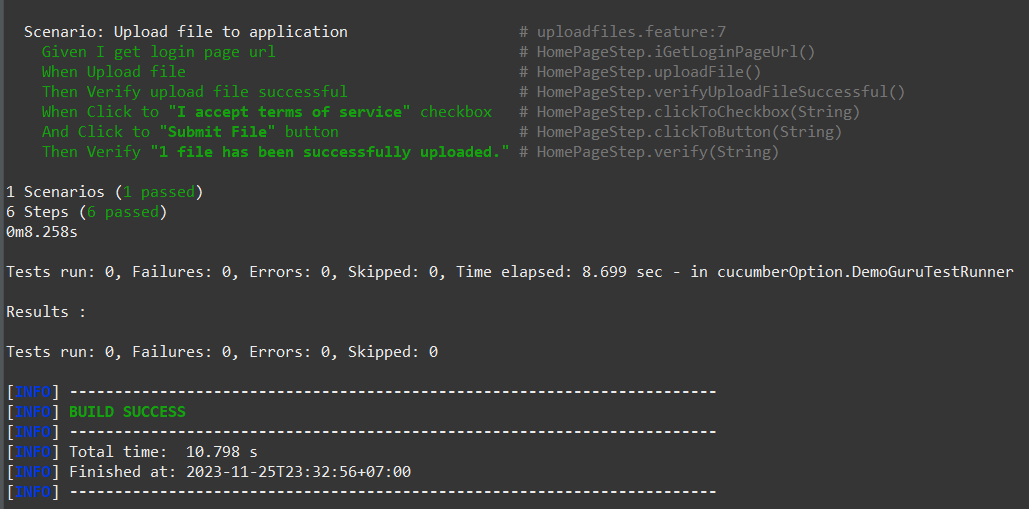 Scenario: Upload file to application # uploadfiles.feature:7
Given I get login page url # HomePageStep.iGetLoginPageUrl()
When Upload file # HomePageStep.uploadFile()
Then Verify upload file successful # HomePageStep.verifyUploadFileSuccessful()
When Click to "I accept terms of service" checkbox # HomePageStep.clickToCheckbox(String)
And Click to "Submit File" button # HomePageStep.clickToButton(String)
Then Verify "1 file has been successfully uploaded." # HomePageStep.verify(String)
1 Scenarios (1 passed)
6 Steps (6 passed)
0m8.258s
Tests run: 0, Failures: 0, Errors: 0, Skipped: 0, Time elapsed: 8.699 sec - in cucumberOption.DemoGuruTestRunner
Results :
Tests run: 0, Failures: 0, Errors: 0, Skipped: 0
[INFO] ------------------------------------------------------------------------
[INFO] BUILD SUCCESS
[INFO] ------------------------------------------------------------------------
[INFO] Total time:  10.798 s
[INFO] Finished at: 2023-11-25T23:32:56+07:00
[INFO] ------------------------------------------------------------------------